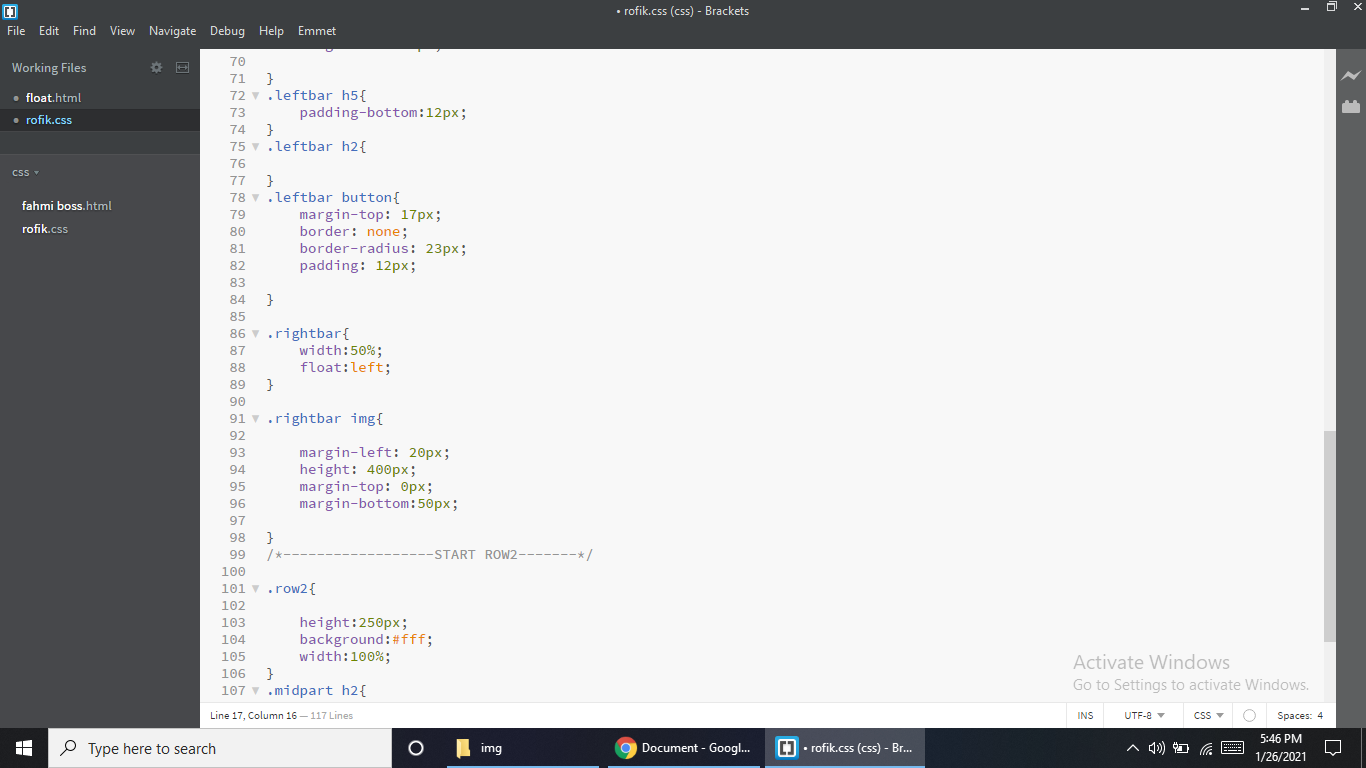 • rofik.css (css) - Brackets
File Edit Find View Navigate Debug Help Emmet
Working Files
• float.html
• rofik.css
css
fahmi boss.html
rofik.css
70
71 }
72 .leftbar h5{
73 padding-bottom:12px;
74 }
75 .leftbar h2{
76
77 }
78 .leftbar button{
79 margin-top: 17px;
80 border: none;
81 border-radius: 23px;
82 padding: 12px;
83
84 }
85
86 .rightbar{
87 width:50%;
88 float:left;
89 }
90
91 .rightbar img{
92
93 margin-left: 20px;
94 height: 400px;
95 margin-top: 0px;
96 margin-bottom:50px;
97
98 }
99 /*------------------START ROW2-------*/
100
101 .row2{
102
103 height:250px;
104 background:#fff;
105 width:100%;
106 }
107 .midpart h2{
Activate Windows
Go to Settings to activate Windows.
Line 17, Column 16 — 117 Lines
INS UTF-8 CSS Spaces: 4
Type here to search
img
Document - Googl...
• rofik.css (css) - Br...
5:46 PM
1/26/2021